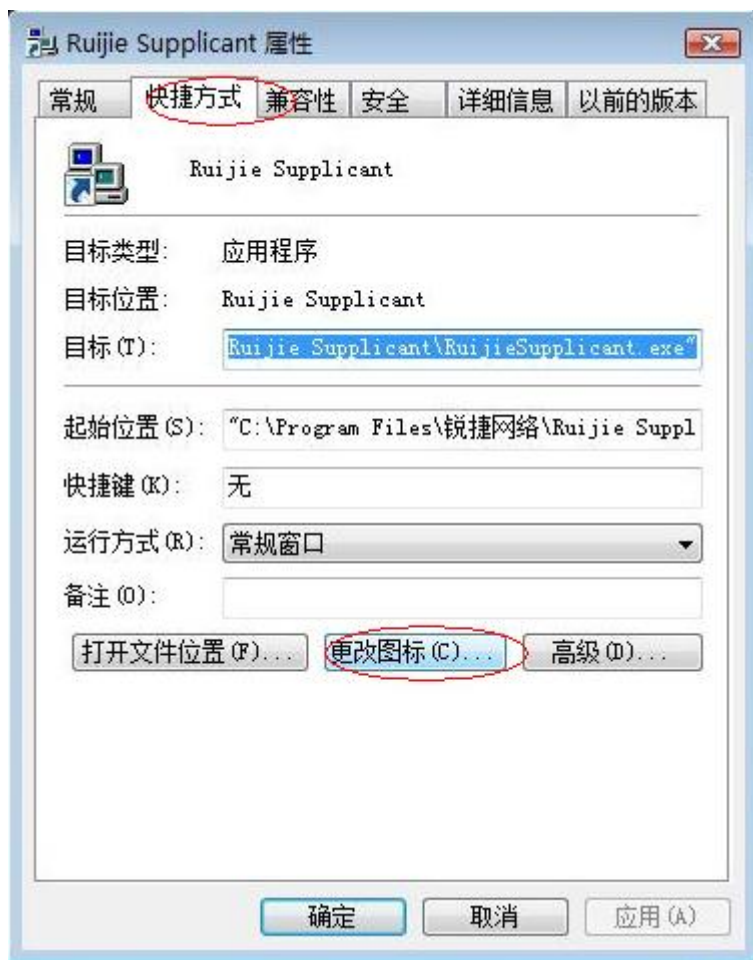 Ruijie Supplicant 属性
常规 快捷方式 兼容性 安全 详细信息 以前的版本
Ruijie Supplicant
目标类型: 应用程序
目标位置: Ruijie Supplicant
目标(T): Ruijie Supplicant\RuijieSupplicant.exe"
起始位置(S): "C:\Program Files\锐捷网络\Ruijie Suppl
快捷键(K): 无
运行方式(R): 常规窗口
备注(O):
打开文件位置(F)... 更改图标(C)... 高级(D)...
确定 取消 应用(A)